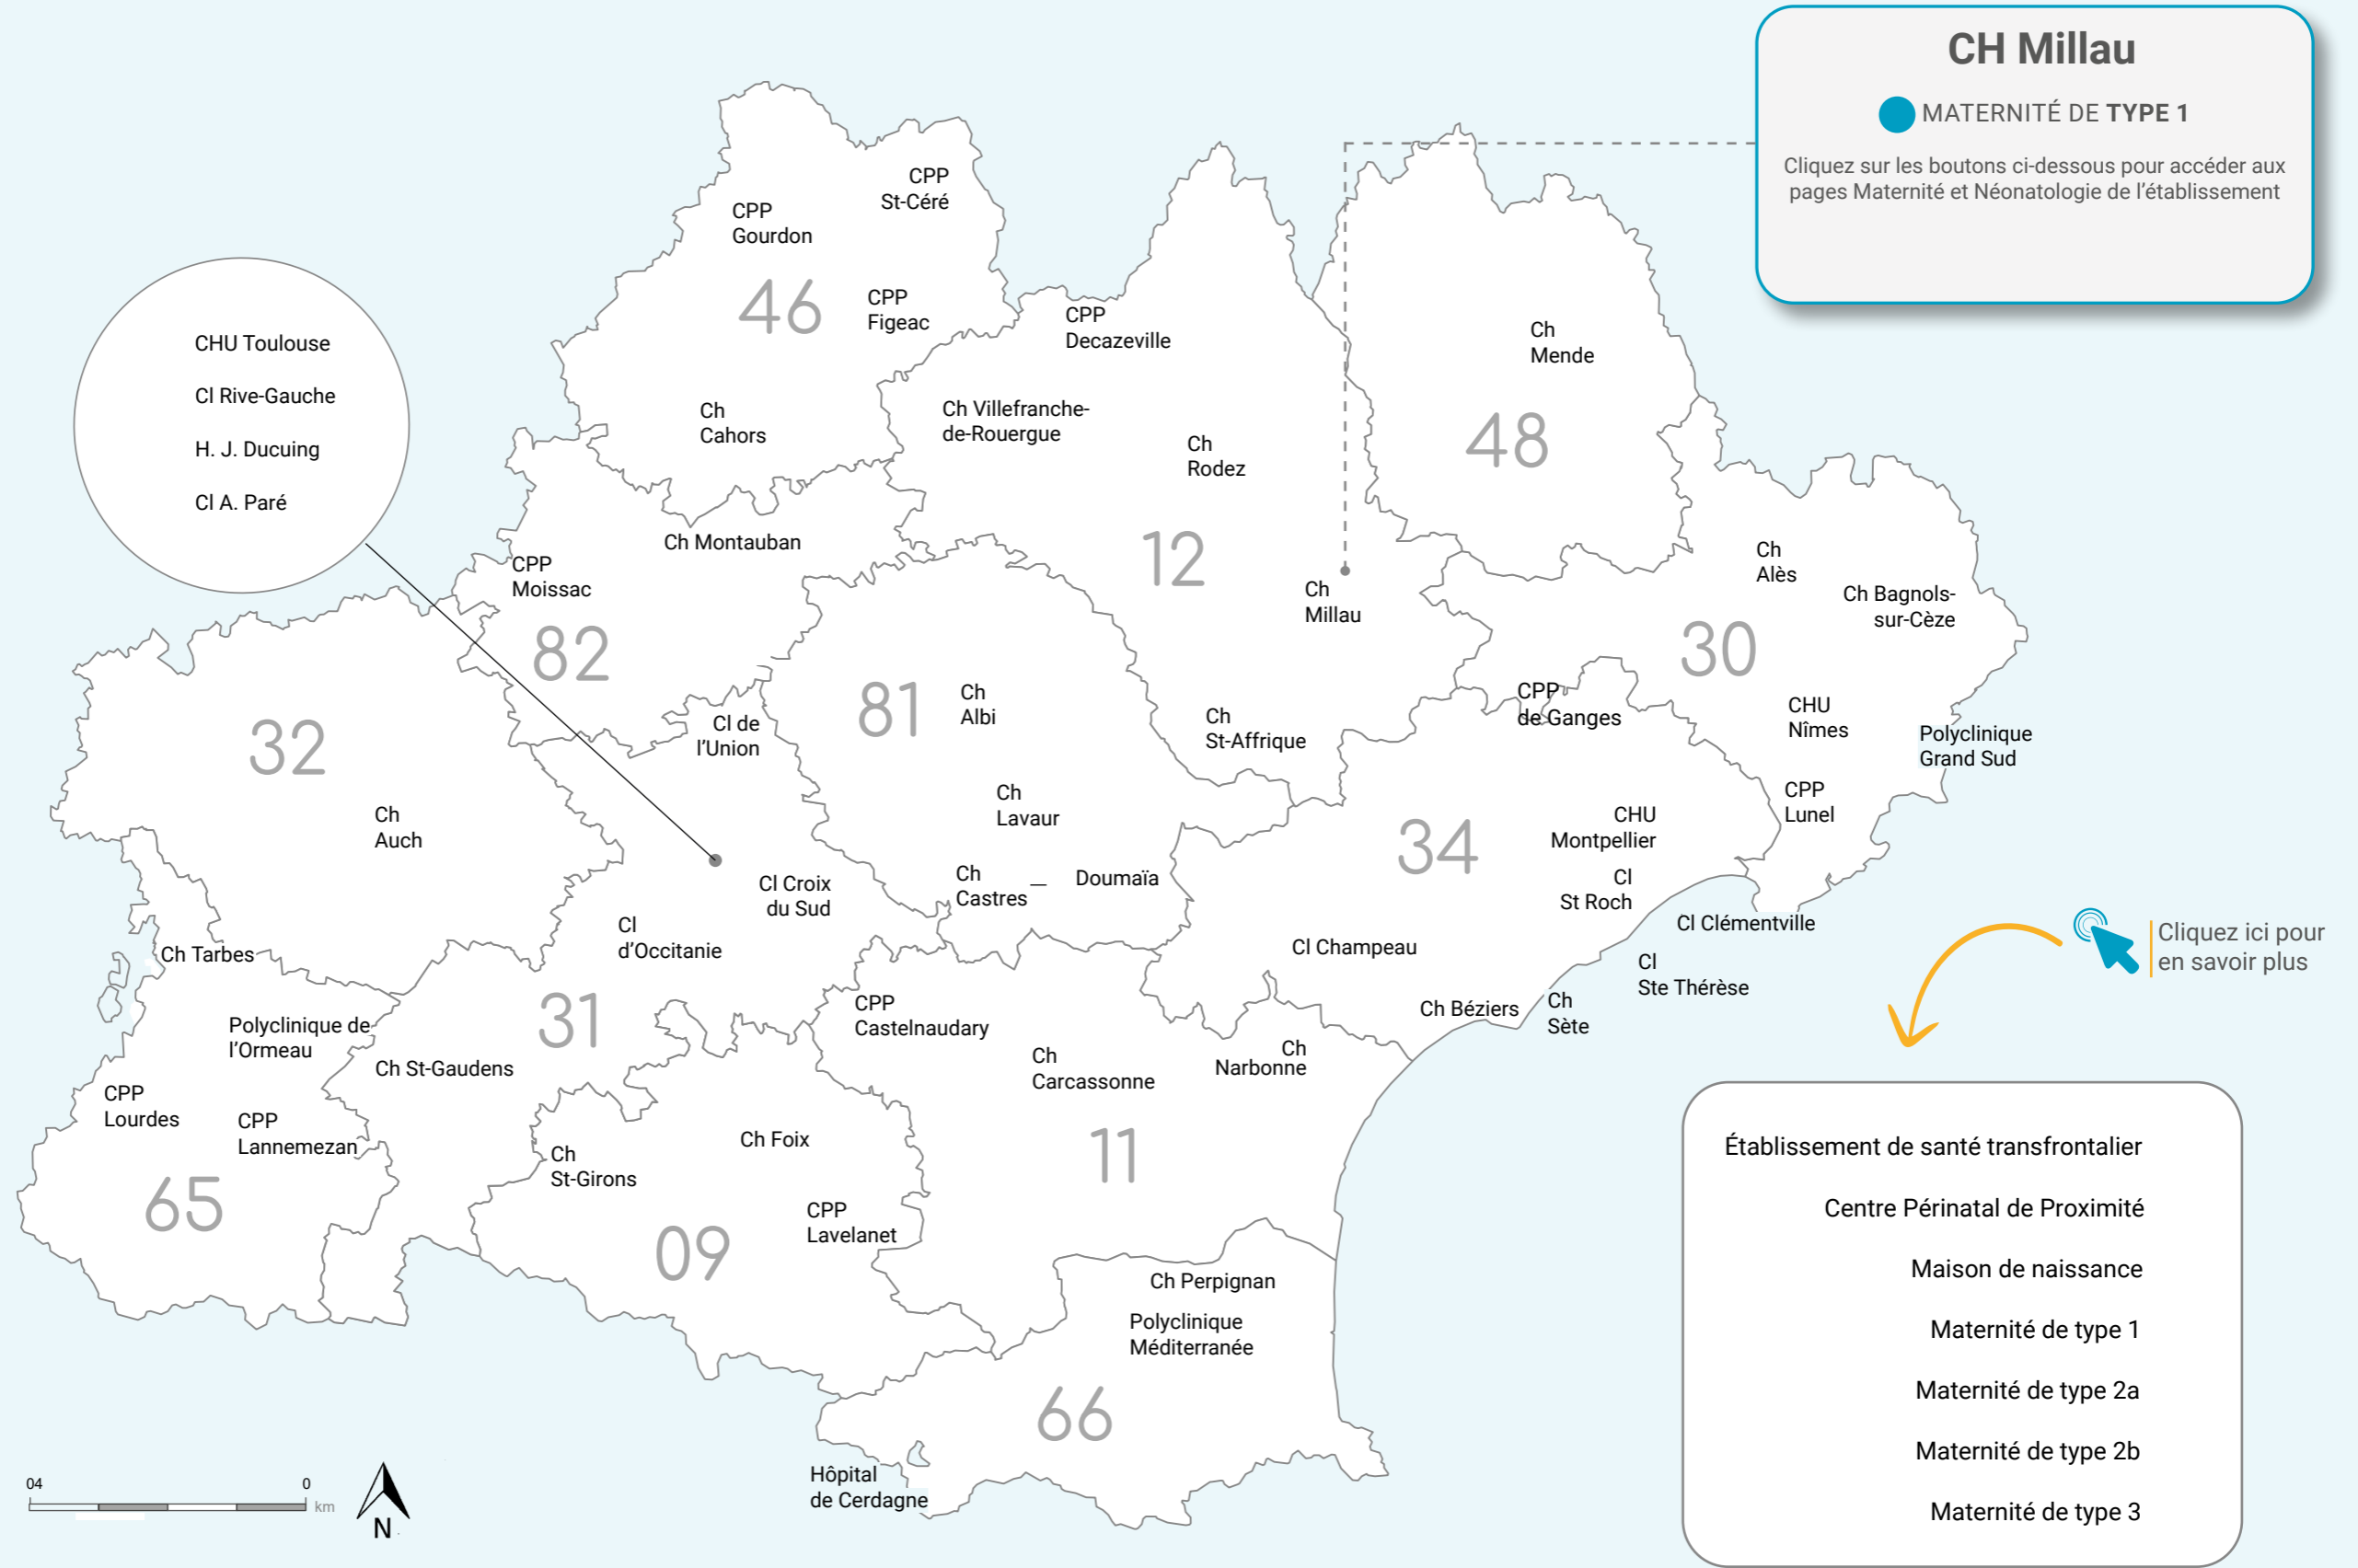 CH Millau
MATERNITÉ DE TYPE 1
Cliquez sur les boutons ci-dessous pour accéder aux
pages Maternité et Néonatologie de l'établissement
CPP
St-Céré
CPP
Gourdon
46
CPP
Figeac
Ch
Cahors
CHU Toulouse
Cl Rive-Gauche
H. J. Ducuing
Cl A. Paré
CPP
Decazeville
Ch Villefranche-
de-Rouergue
Ch
Rodez
12
Ch
Millau
Ch
St-Affrique
Ch
Mende
48
Ch Montauban
CPP
Moissac
82
Ch
Alès
Ch Bagnols-
sur-Cèze
30
CHU
Nîmes
Polyclinique
Grand Sud
CPP
Lunel
32
Ch
Auch
Cl de
l'Union
81
Ch
Albi
Ch
Lavaur
Ch
Castres
Doumaïa
CPP
de Ganges
34
CHU
Montpellier
Cl
St Roch
Cl Clémentville
Cl Champeau
Cl
Ste Thérèse
Ch Béziers
Ch
Sète
Cl Croix
du Sud
Cl
d'Occitanie
31
Ch St-Gaudens
Ch Tarbes
Polyclinique de
l'Ormeau
CPP
Lourdes
CPP
Lannemezan
65
CPP
Castelnaudary
Ch
Carcassonne
Ch
Narbonne
11
Ch
St-Girons
Ch Foix
CPP
Lavelanet
09
Ch Perpignan
Polyclinique
Méditerranée
66
Hôpital
de Cerdagne
Cliquez ici pour
en savoir plus
Établissement de santé transfrontalier
Centre Périnatal de Proximité
Maison de naissance
Maternité de type 1
Maternité de type 2a
Maternité de type 2b
Maternité de type 3
04 0
km
N